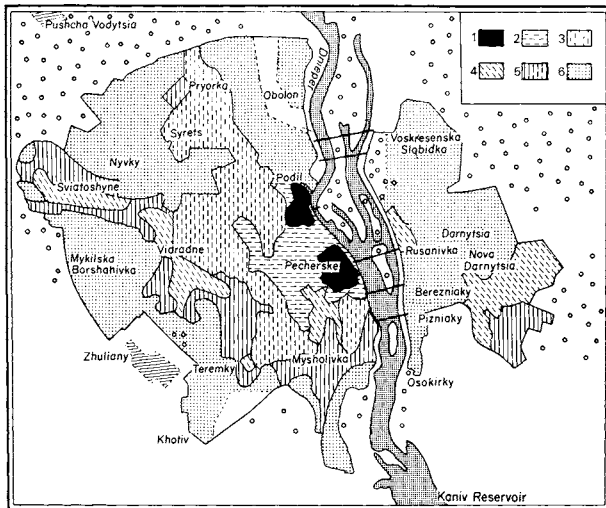 Pushcha Vodytsia
Dnieper
1 2 3
4 5 6
Obolon
Pryorka
Syrets
Voskresenska
Slobidka
Nyvky
Podil
Sviatoshyne
Darnytsia
Rusanivka
Nova
Darnytsia
Vidradne
Mykilska
Borshahivka
Pecherske
Berezniaky
Pizniaky
Zhuliany
Teremky
Mysholivka
Osokirky
Khotiv
Kaniv Reservoir